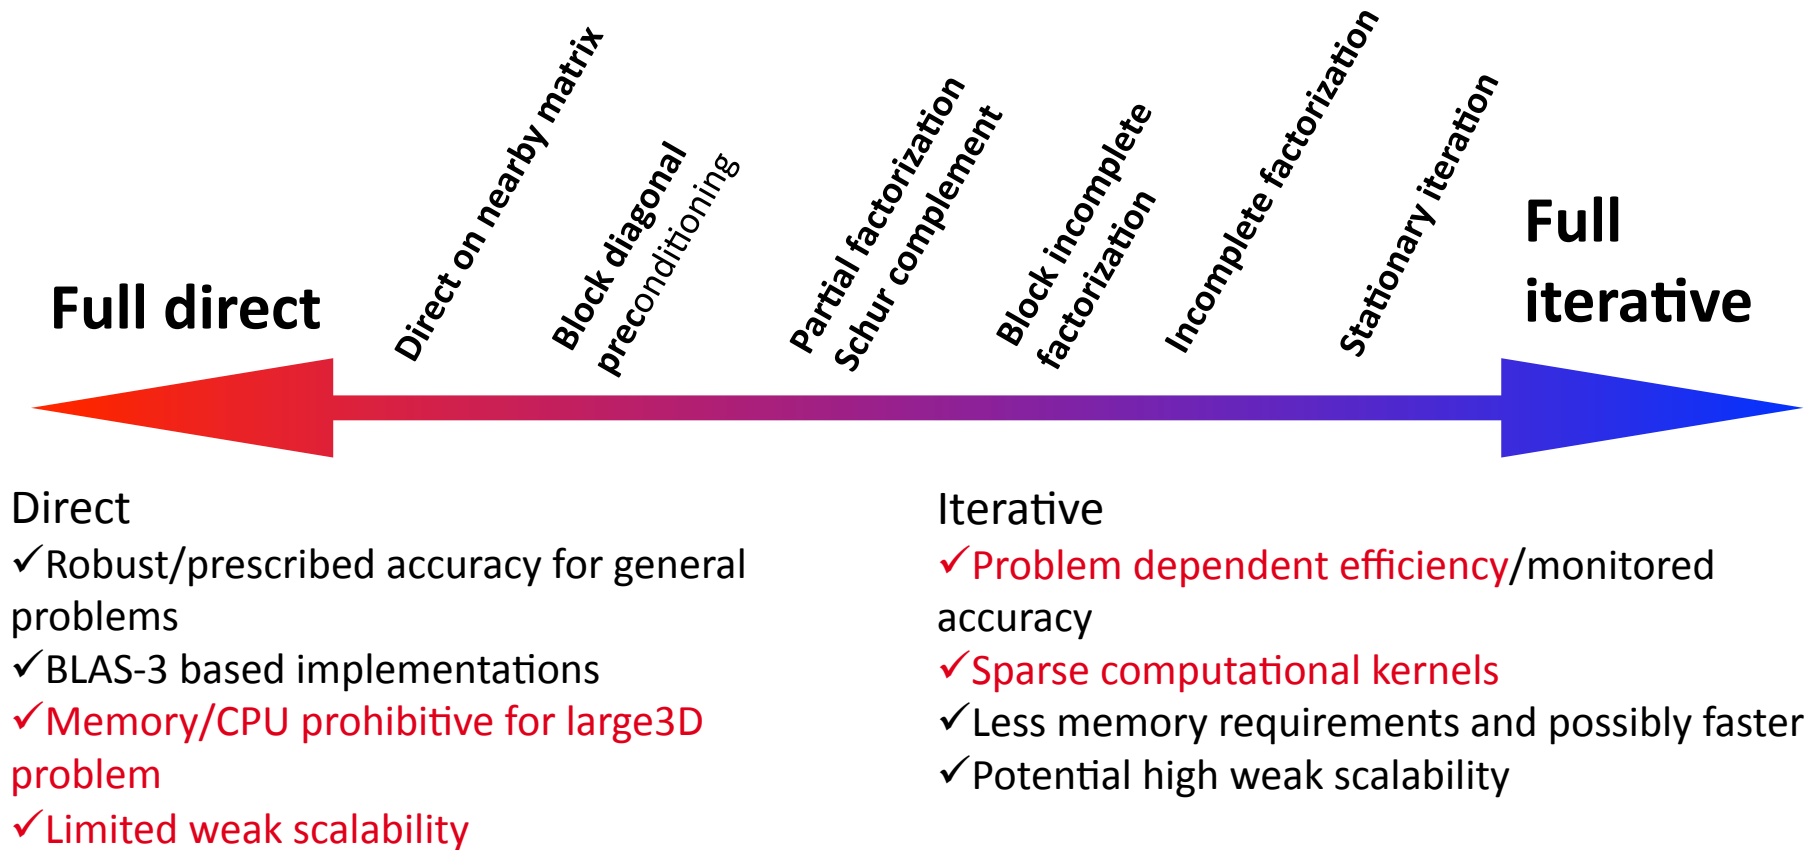 Full direct
Direct on nearby matrix
Block diagonal
preconditioning
Partial factorization
Schur complement
Block incomplete
factorization
Incomplete factorization
Stationary iteration
Full
iterative
Direct
✓Robust/prescribed accuracy for general
problems
✓BLAS-3 based implementations
✓Memory/CPU prohibitive for large3D
problem
✓Limited weak scalability
Iterative
✓Problem dependent efficiency/monitored
accuracy
✓Sparse computational kernels
✓Less memory requirements and possibly faster
✓Potential high weak scalability